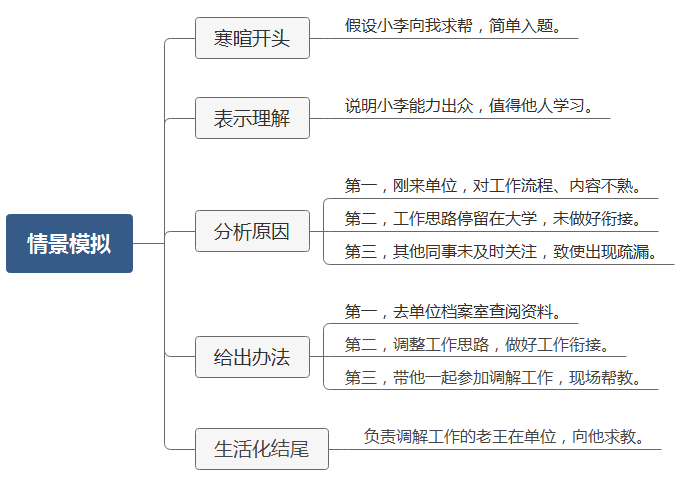 情景模拟
寒暄开头
假设小李向我求帮，简单入题。
表示理解
说明小李能力出众，值得他人学习。
分析原因
第一，刚来单位，对工作流程、内容不熟。
第二，工作思路停留在大学，未做好衔接。
第三，其他同事未及时关注，致使出现疏漏。
给出办法
第一，去单位档案室查阅资料。
第二，调整工作思路，做好工作衔接。
第三，带他一起参加调解工作，现场帮教。
生活化结尾
负责调解工作的老王在单位，向他求教。